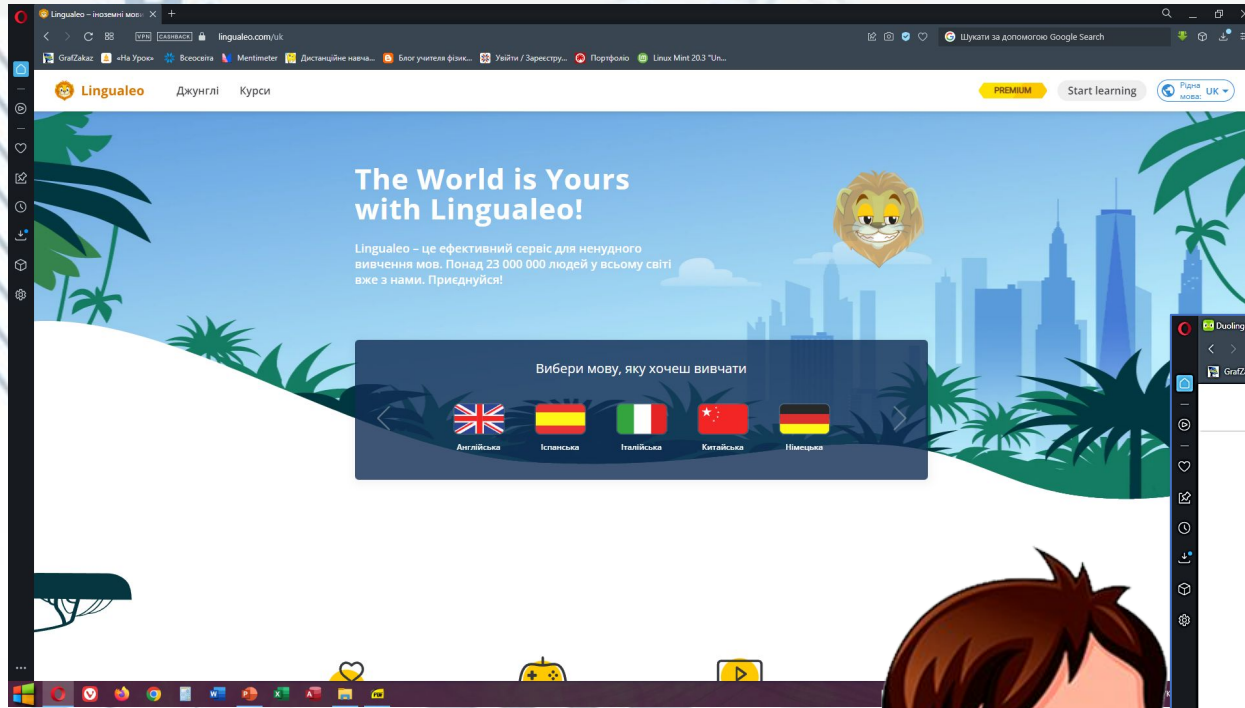 Lingualeo – іноземні мови
VPN CASHBACK lingualeo.com/uk
Шукати за допомогою Google Search
GrafZakaz «На Урок» Всеосвіта Mentimeter Дистанційне навча... Блог учителя фізик... Увійти / Зареєстру... Портфоліо Linux Mint 20.3 "Un...
Lingualeo Джунглі Курси PREMIUM Start learning Рідна мова: UK
The World is Yours
with Lingualeo!
Lingualeo – це ефективний сервіс для ненудного
вивчення мов. Понад 23 000 000 людей у всьому світі
вже з нами. Приєднуйся!
Вибери мову, яку хочеш вивчати
Англійська Іспанська Італійська Китайська Німецька
Duoling
GrafZ